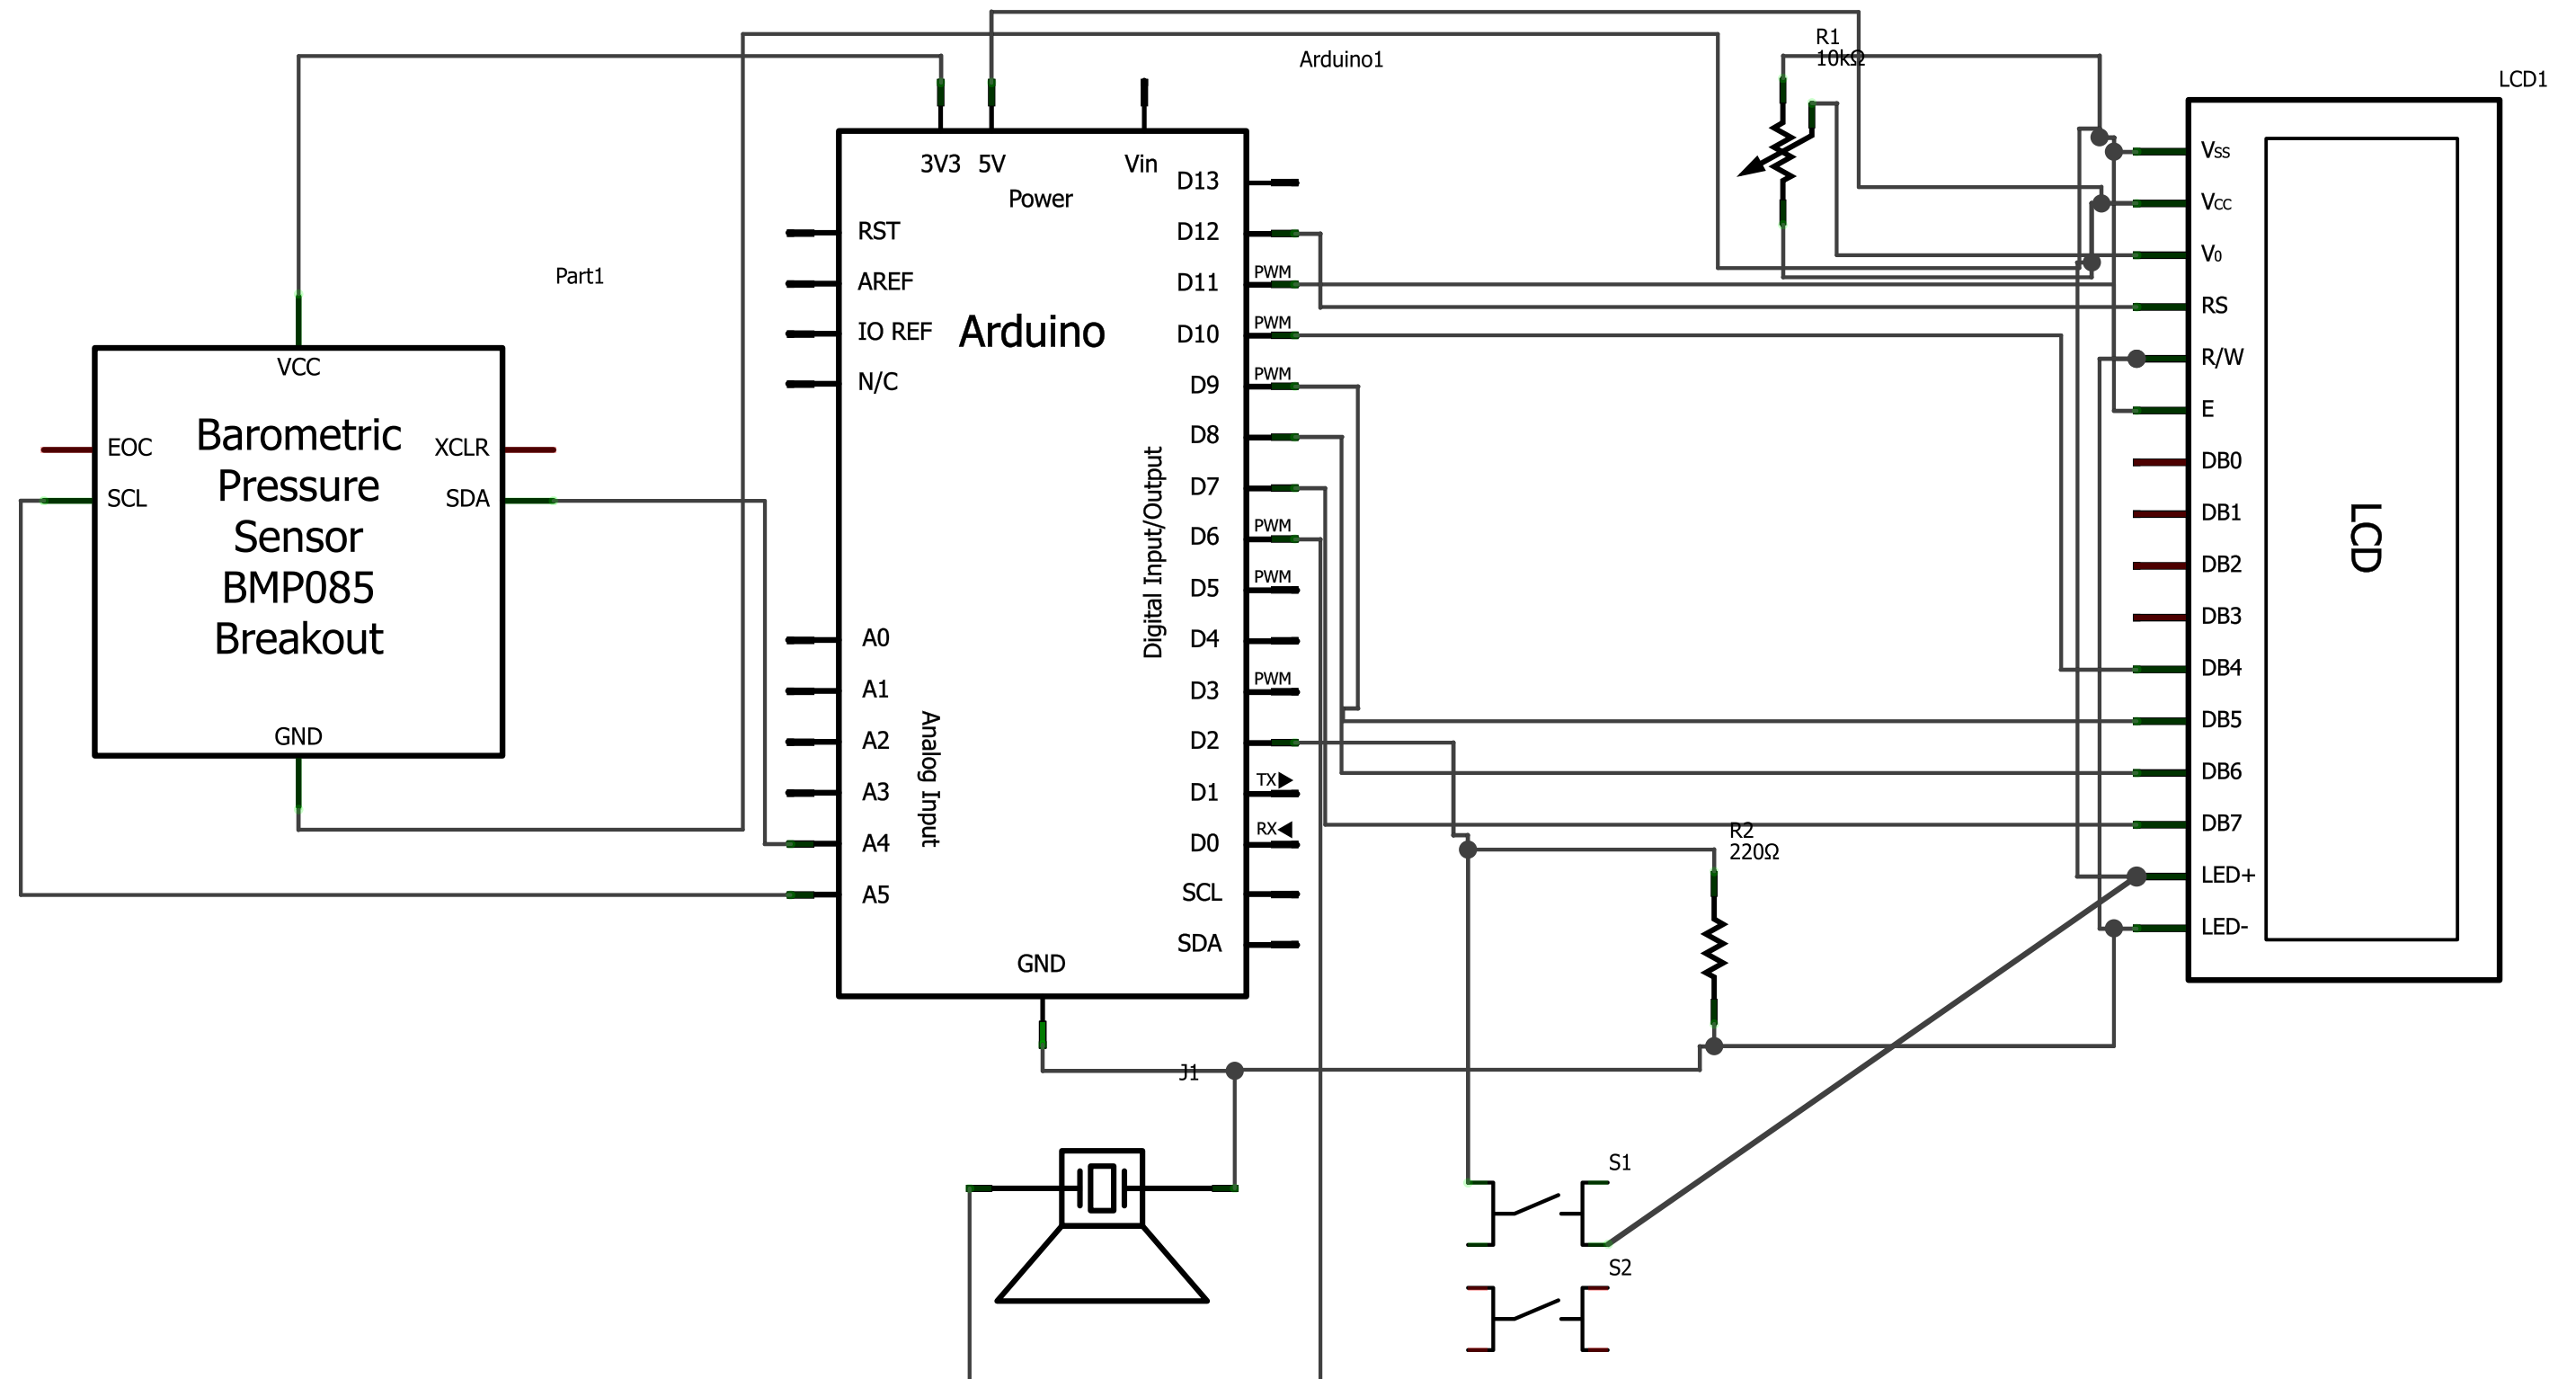 Part1
VCC
EOC
XCLR
SCL
SDA
Barometric
Pressure
Sensor
BMP085
Breakout
GND
Arduino1
3V3
5V
Vin
Power
RST
AREF
IO REF
N/C
Arduino
A0
A1
A2
A3
A4
A5
Analog Input
Digital Input/Output
D13
D12
PWM
D11
PWM
D10
PWM
D9
D8
D7
PWM
D6
PWM
D5
D4
PWM
D3
D2
TX
D1
RX
D0
SCL
SDA
GND
J1
R1
10kΩ
R2
220Ω
S1
S2
LCD1
VSS
VCC
V0
RS
R/W
E
DB0
DB1
DB2
DB3
DB4
DB5
DB6
DB7
LED+
LED-
LCD